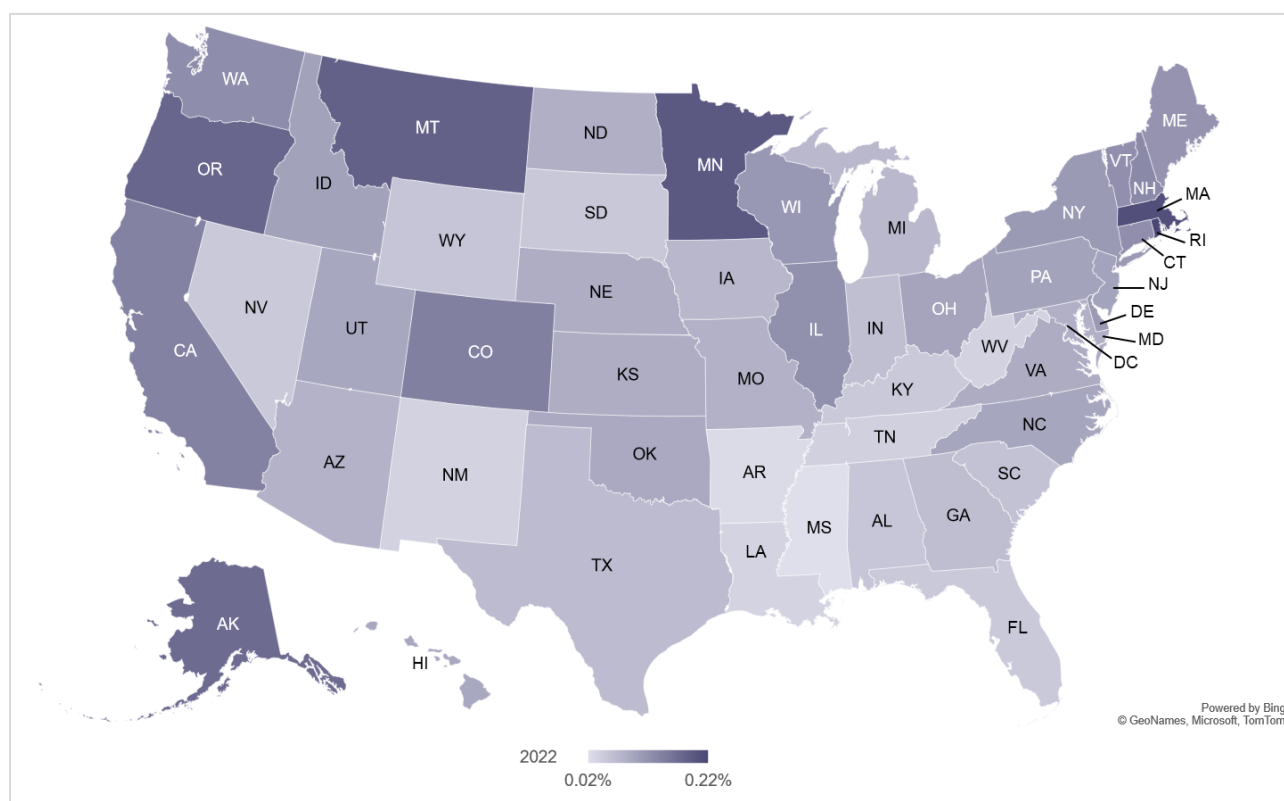 WA
MT
ND
MN
ME
OR
ID
SD
WI
VT
NH
NY
MA
WY
MI
RI
CT
IA
PA
NJ
NV
NE
OH
UT
IL
IN
DE
MD
CA
CO
WV
DC
KS
MO
VA
KY
NC
TN
AZ
OK
NM
AR
SC
MS
AL
GA
LA
TX
AK
FL
HI
Powered by Bing
© GeoNames, Microsoft, TomTom
2022
0.02%
0.22%